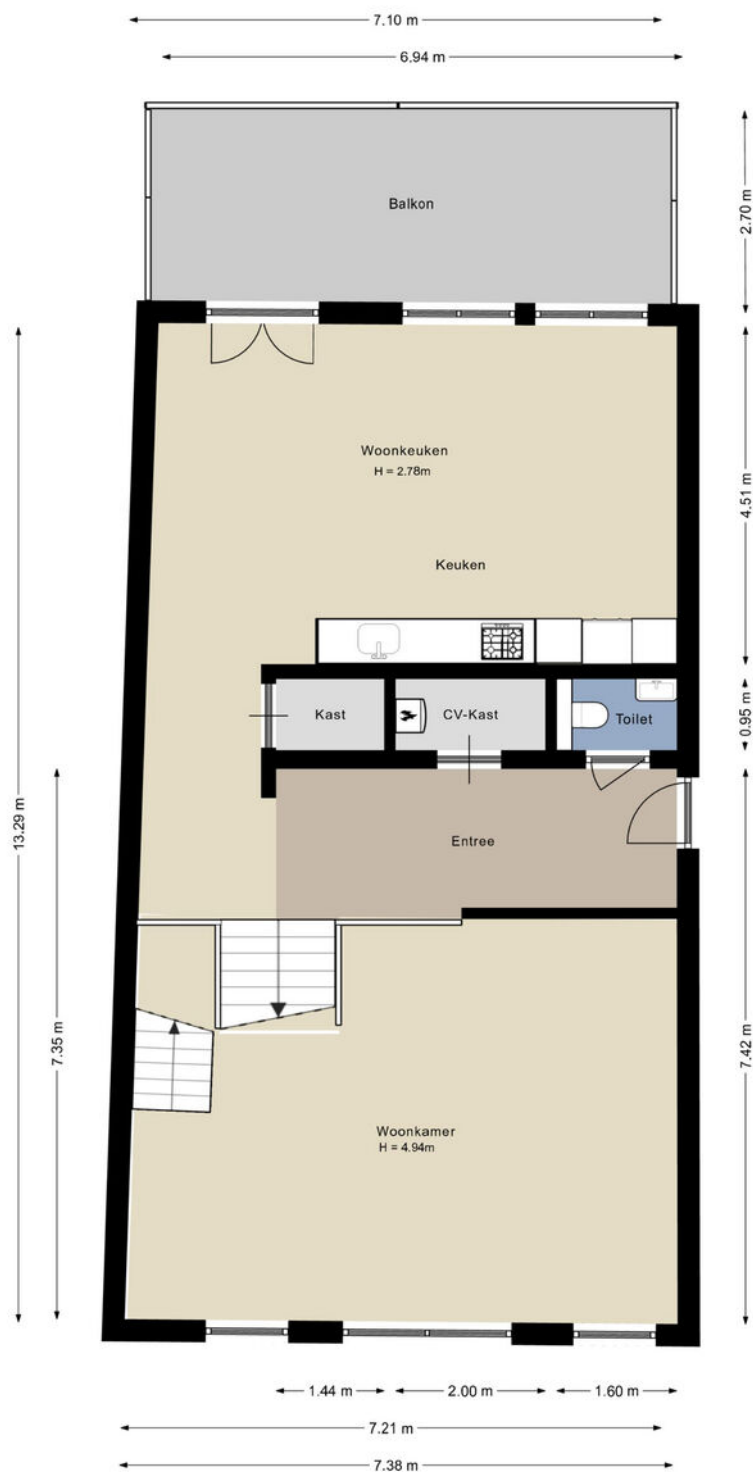 7.10 m
6.94 m
Balkon
2.70 m
Woonkeuken
H = 2.78m
4.51 m
Keuken
Kast
CV-Kast
Toilet
0.95 m
13.29 m
Entree
7.35 m
7.42 m
Woonkamer
H = 4.94m
1.44 m
2.00 m
1.60 m
7.21 m
7.38 m